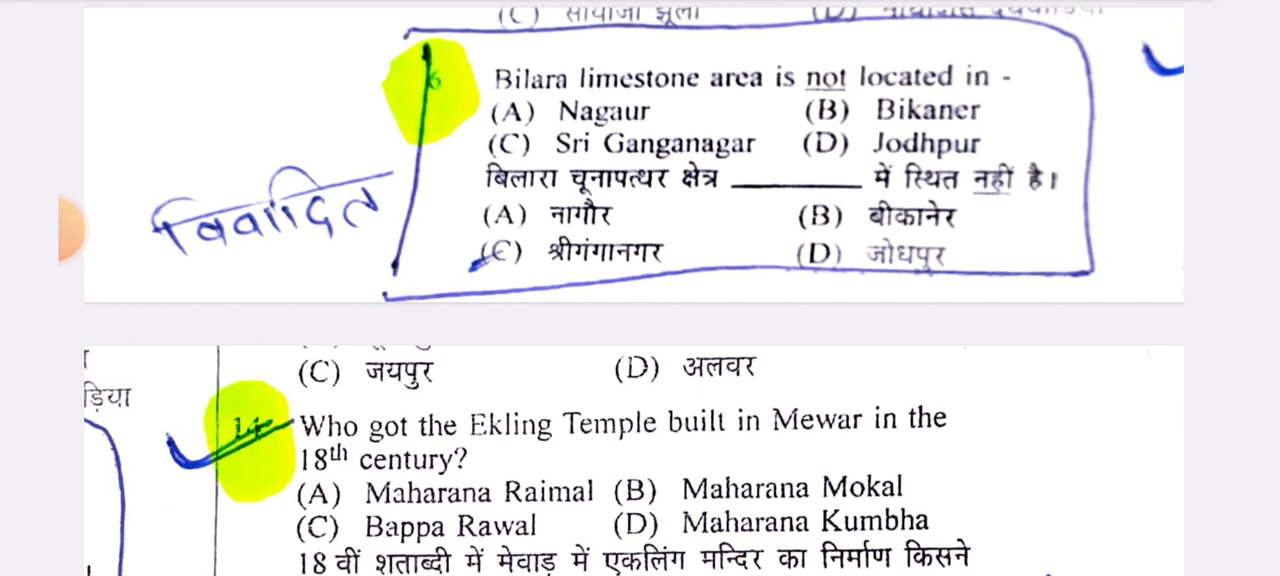 (C) सायाजी झूला (D)
6 Bilara limestone area is not located in -
(A) Nagaur (B) Bikaner
(C) Sri Ganganagar (D) Jodhpur
विवादित
बिलारा चूनापत्थर क्षेत्र ________ में स्थित नहीं है।
(A) नागौर (B) बीकानेर
(C) श्रीगंगानगर (D) जोधपुर
(C) जयपुर (D) अलवर
ड़िया
14 Who got the Ekling Temple built in Mewar in the
18th century?
(A) Maharana Raimal (B) Maharana Mokal
(C) Bappa Rawal (D) Maharana Kumbha
18 वीं शताब्दी में मेवाड़ में एकलिंग मन्दिर का निर्माण किसने